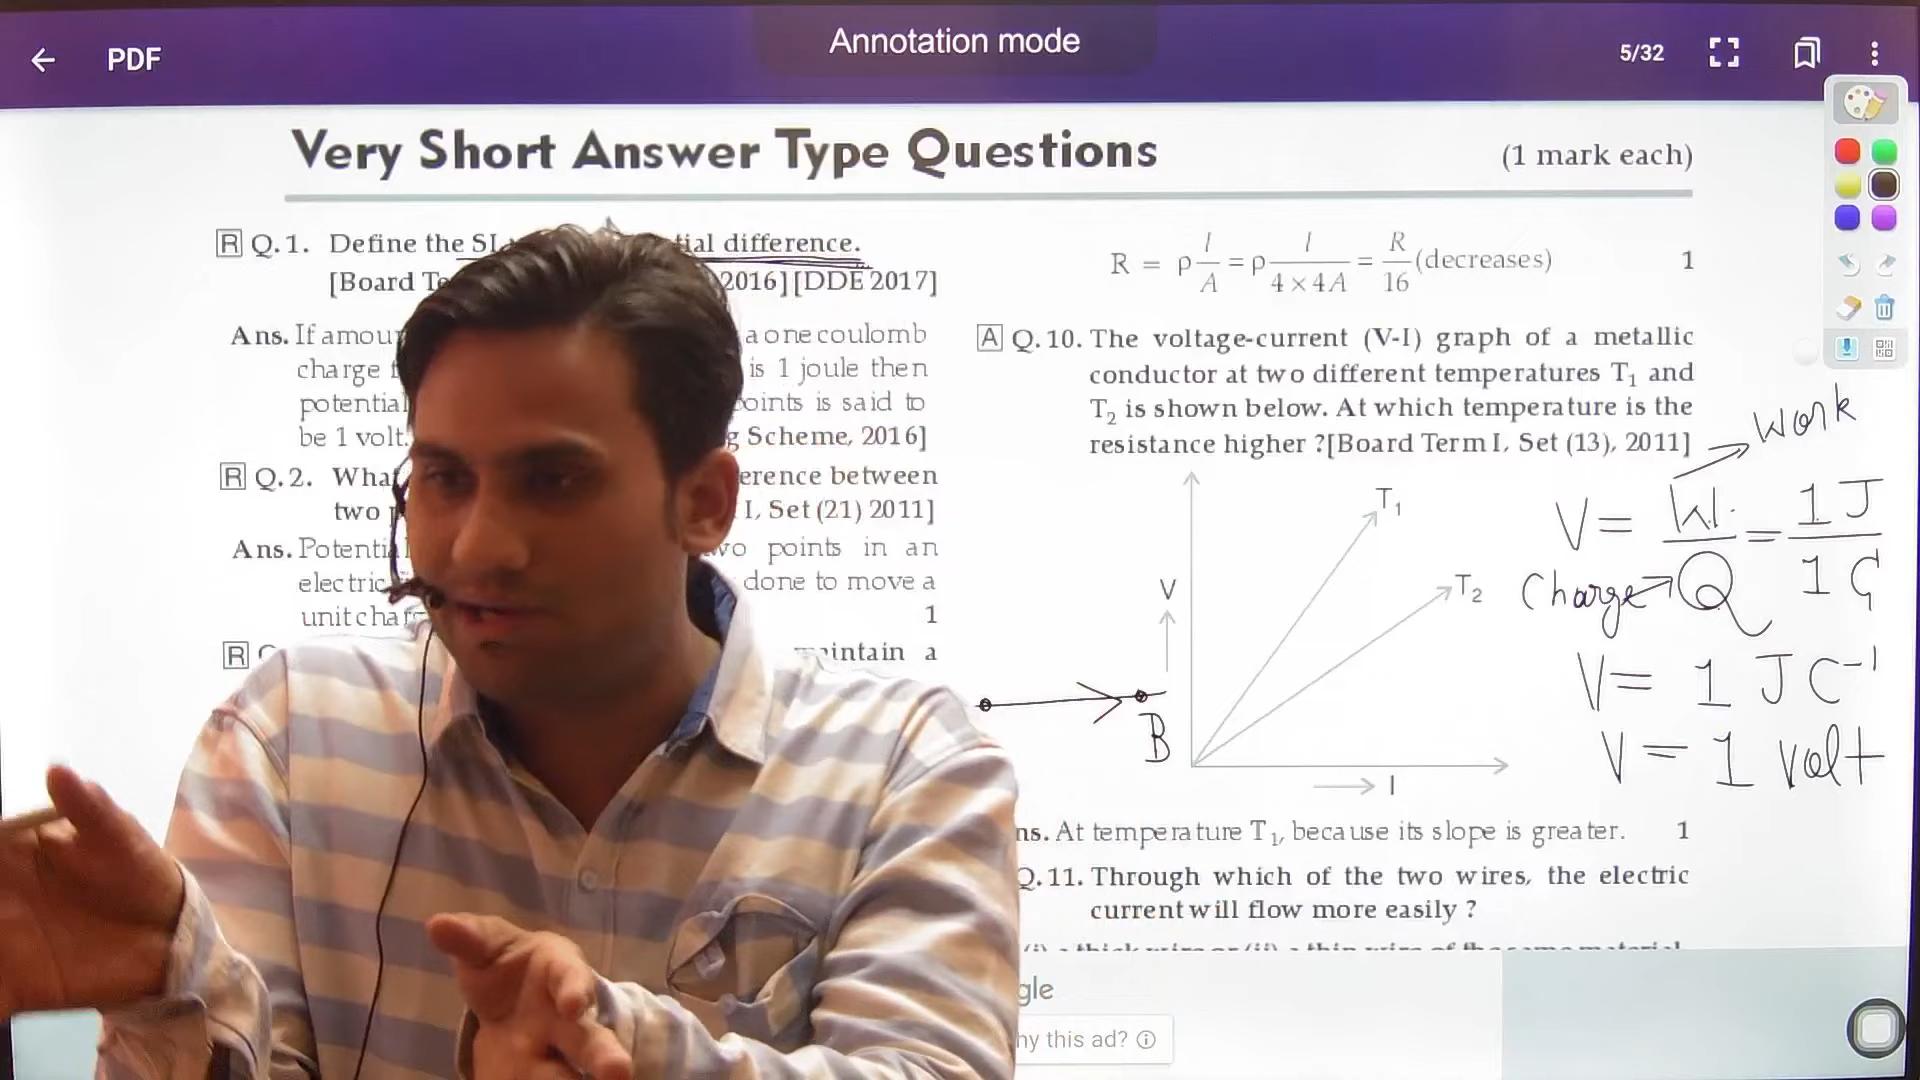 Annotation mode
PDF
5/32
Very Short Answer Type Questions
(1 mark each)
R Q.1. Define the SI tial difference.
[Board Te 2016] [DDE 2017]
Ans. If amou a one coulomb
charge is 1 joule then
potential oints is said to
be 1 volt. g Scheme, 2016]
R Q.2. What erence between
two I, Set (21) 2011]
Ans. Potenti wo points in an
electric done to move a
unit char 1
R maintain a
R = ρ l/A = ρ l/4×4A = R/16 (decreases) 1
A Q.10. The voltage-current (V-I) graph of a metallic
conductor at two different temperatures T₁ and
T₂ is shown below. At which temperature is the
resistance higher ?[Board Term I, Set (13), 2011]
T₁
T₂
V
I
B
ns. At temperature T₁, because its slope is greater. 1
Q.11. Through which of the two wires, the electric
current will flow more easily ?
work
V = W/Q = 1 J/1 C
Charge
V = 1 J C⁻¹
V = 1 volt
gle
hy this ad?